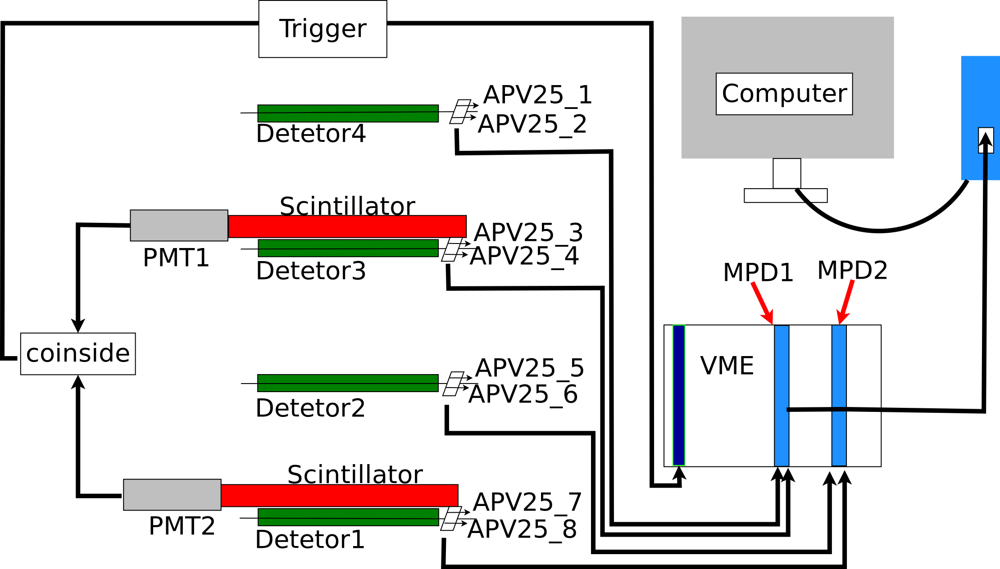 Trigger
Computer
APV25_1
APV25_2
Detetor4
Scintillator
APV25_3
APV25_4
PMT1
Detetor3
MPD1
MPD2
coinside
VME
APV25_5
APV25_6
Detetor2
Scintillator
APV25_7
APV25_8
PMT2
Detetor1